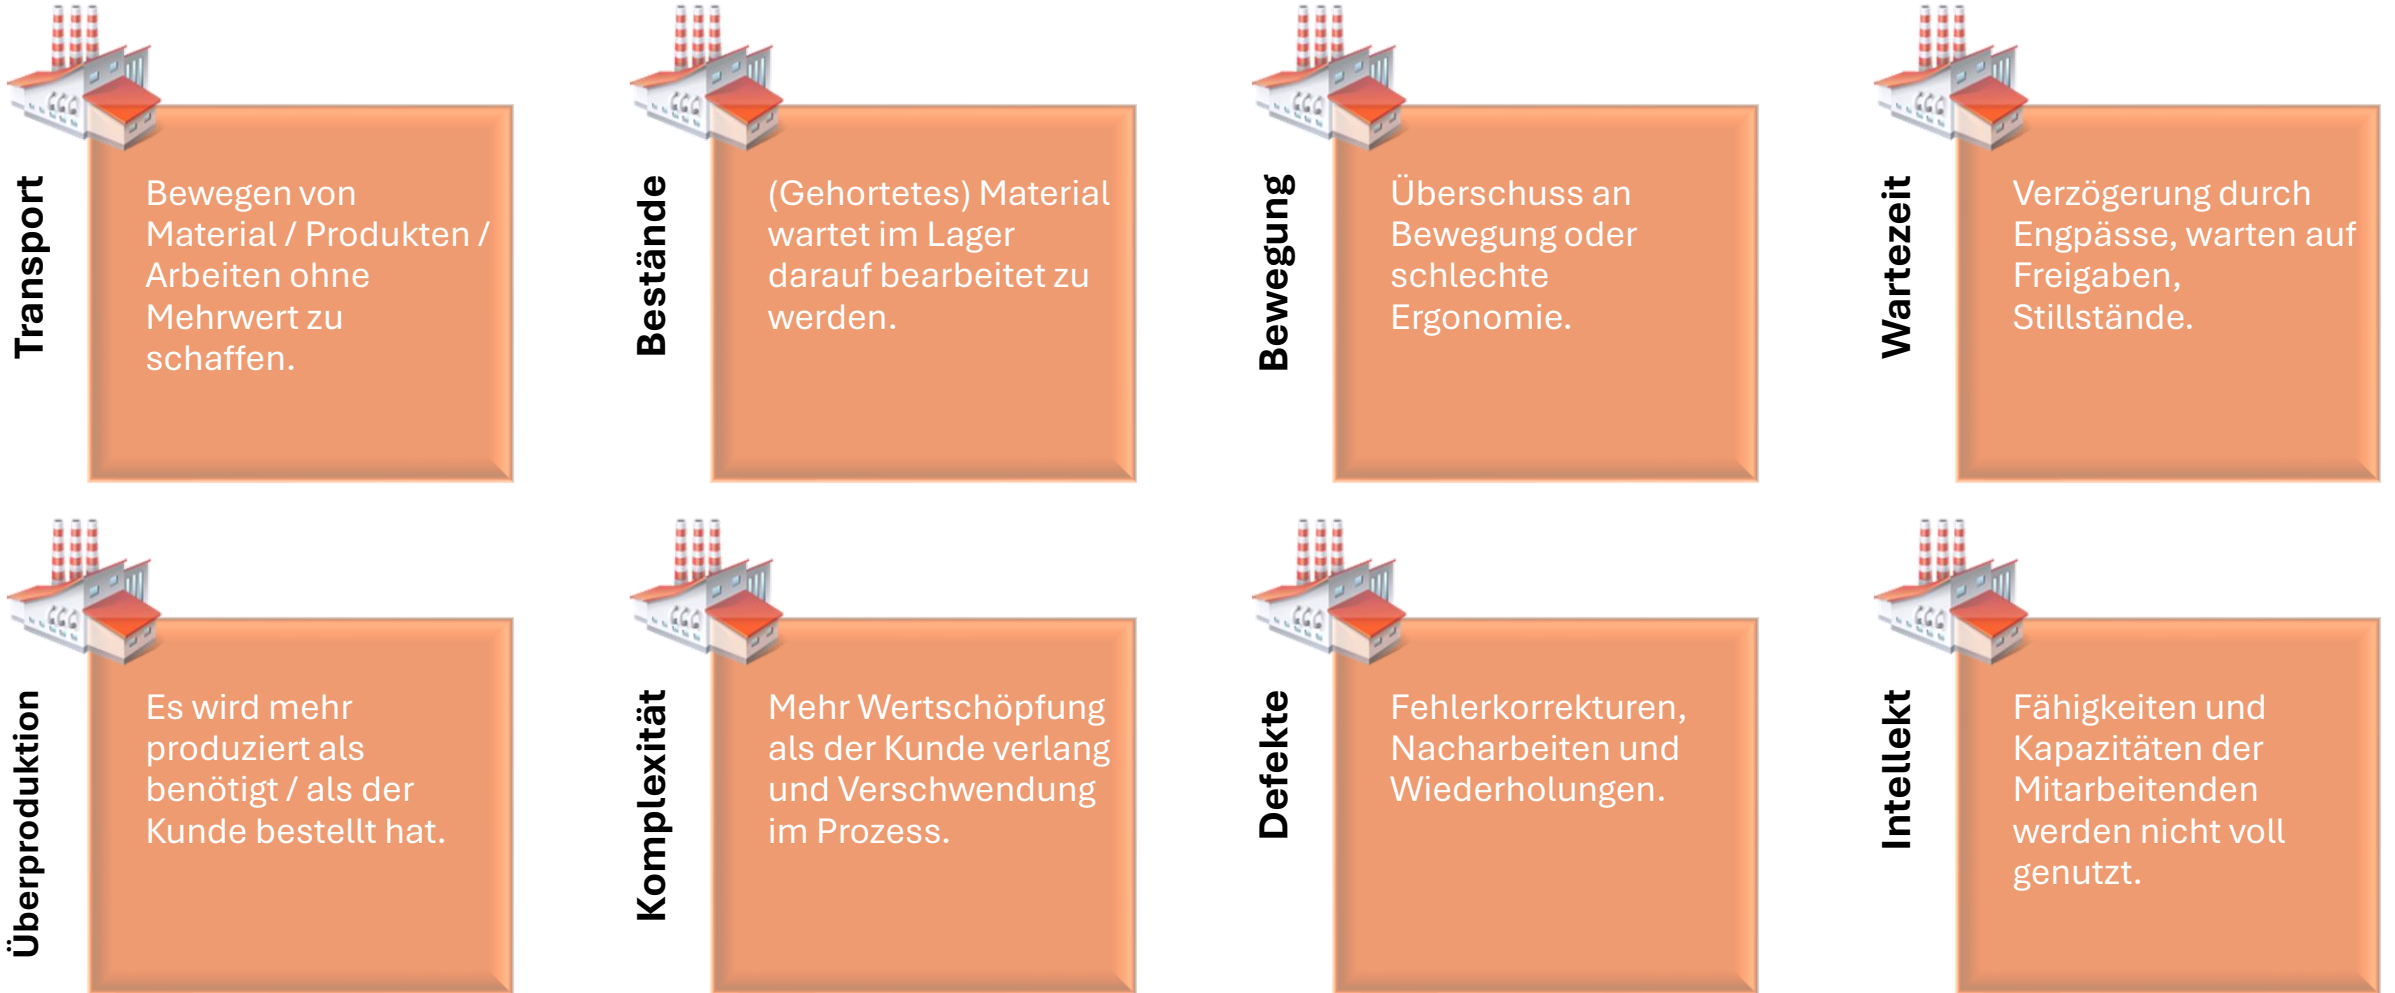 Transport
Bewegen von
Material / Produkten /
Arbeiten ohne
Mehrwert zu
schaffen.
Bestände
(Gehortetes) Material
wartet im Lager
darauf bearbeitet zu
werden.
Bewegung
Überschuss an
Bewegung oder
schlechte
Ergonomie.
Wartezeit
Verzögerung durch
Engpässe, warten auf
Freigaben,
Stillstände.
Überproduktion
Es wird mehr
produziert als
benötigt / als der
Kunde bestellt hat.
Komplexität
Mehr Wertschöpfung
als der Kunde verlang
und Verschwendung
im Prozess.
Defekte
Fehlerkorrekturen,
Nacharbeiten und
Wiederholungen.
Intellekt
Fähigkeiten und
Kapazitäten der
Mitarbeitenden
werden nicht voll
genutzt.